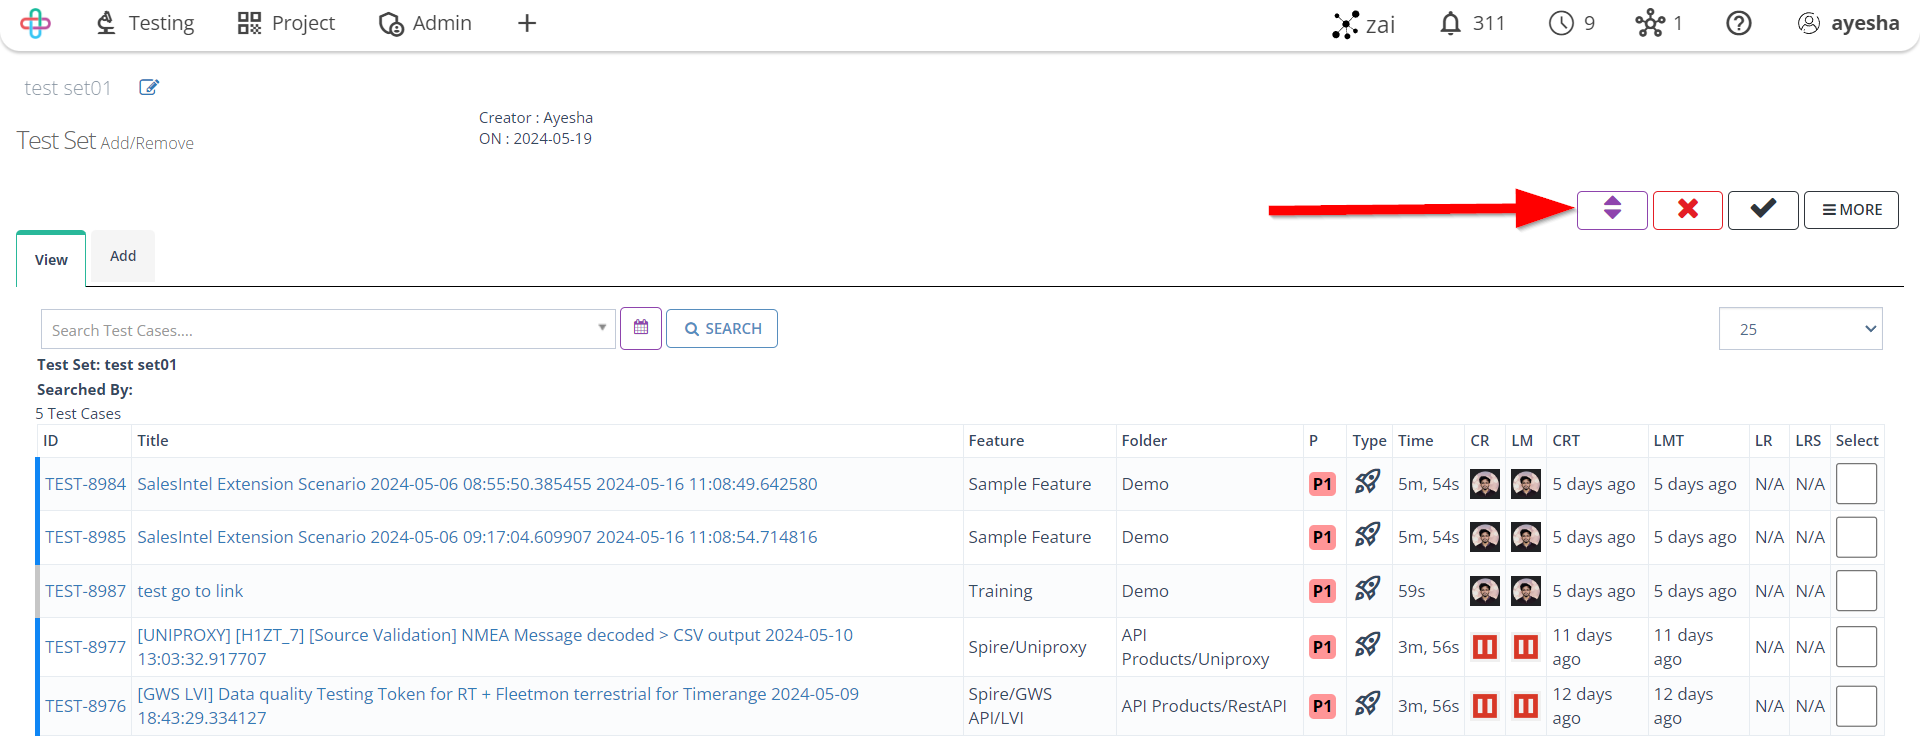 Testing
Project
Admin
zai
311
9
1
ayesha
test set01
Creator : Ayesha
ON : 2024-05-19
Test Set Add/Remove
MORE
View
Add
Search Test Cases....
SEARCH
25
Test Set: test set01
Searched By:
5 Test Cases
ID Title Feature Folder P Type Time CR LM CRT LMT LR LRS Select
TEST-8984 SalesIntel Extension Scenario 2024-05-06 08:55:50.385455 2024-05-16 11:08:49.642580 Sample Feature Demo P1 5m, 54s 5 days ago 5 days ago N/A N/A
TEST-8985 SalesIntel Extension Scenario 2024-05-06 09:17:04.609907 2024-05-16 11:08:54.714816 Sample Feature Demo P1 5m, 54s 5 days ago 5 days ago N/A N/A
TEST-8987 test go to link Training Demo P1 59s 5 days ago 5 days ago N/A N/A
TEST-8977
[UNIPROXY] [H1ZT_7] [Source Validation] NMEA Message decoded > CSV output 2024-05-10
13:03:32.917707
Spire/Uniproxy
API
Products/Uniproxy
P1
3m, 56s
11 days
ago
11 days
ago
N/A
N/A
TEST-8976
[GWS LVI] Data quality Testing Token for RT + Fleetmon terrestrial for Timerange 2024-05-09
18:43:29.334127
Spire/GWS
API/LVI
API Products/RestAPI
P1
3m, 56s
12 days
ago
12 days
ago
N/A
N/A